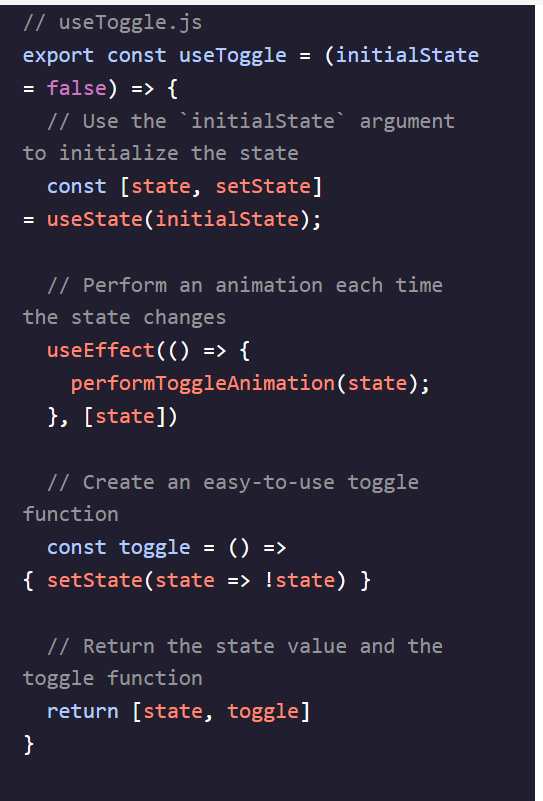 // useToggle.js
export const useToggle = (initialState
= false) => {
  // Use the `initialState` argument
to initialize the state
  const [state, setState]
= useState(initialState);

  // Perform an animation each time
the state changes
  useEffect(() => {
    performToggleAnimation(state);
  }, [state])

  // Create an easy-to-use toggle
function
  const toggle = () =>
{ setState(state => !state) }

  // Return the state value and the
toggle function
  return [state, toggle]
}